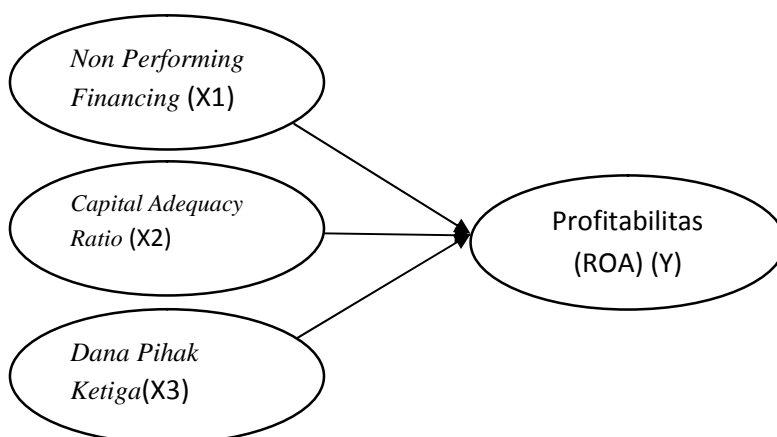 Non Performing
Financing (X1)
Capital Adequacy
Ratio (X2)
Profitabilitas
(ROA) (Y)
Dana Pihak
Ketiga(X3)